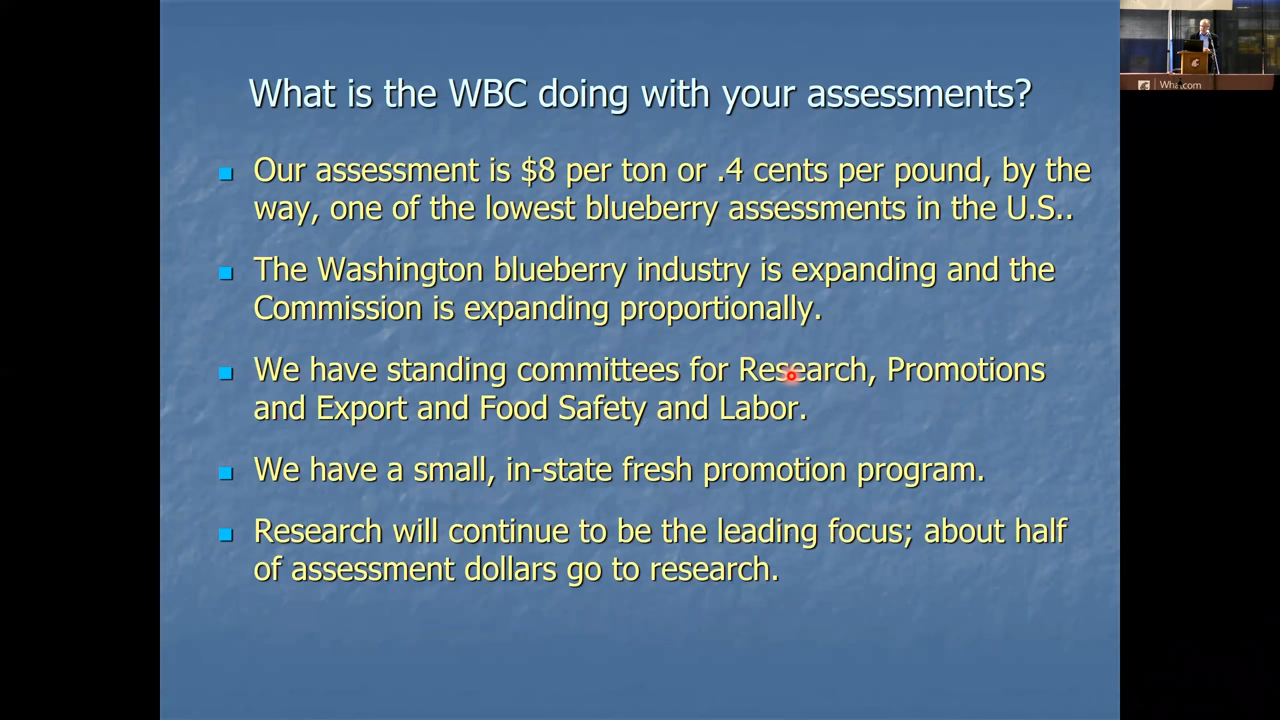 What is the WBC doing with your assessments?
Our assessment is $8 per ton or .4 cents per pound, by the
way, one of the lowest blueberry assessments in the U.S..
The Washington blueberry industry is expanding and the
Commission is expanding proportionally.
We have standing committees for Research, Promotions
and Export and Food Safety and Labor.
We have a small, in-state fresh promotion program.
Research will continue to be the leading focus; about half
of assessment dollars go to research.
Whatcom